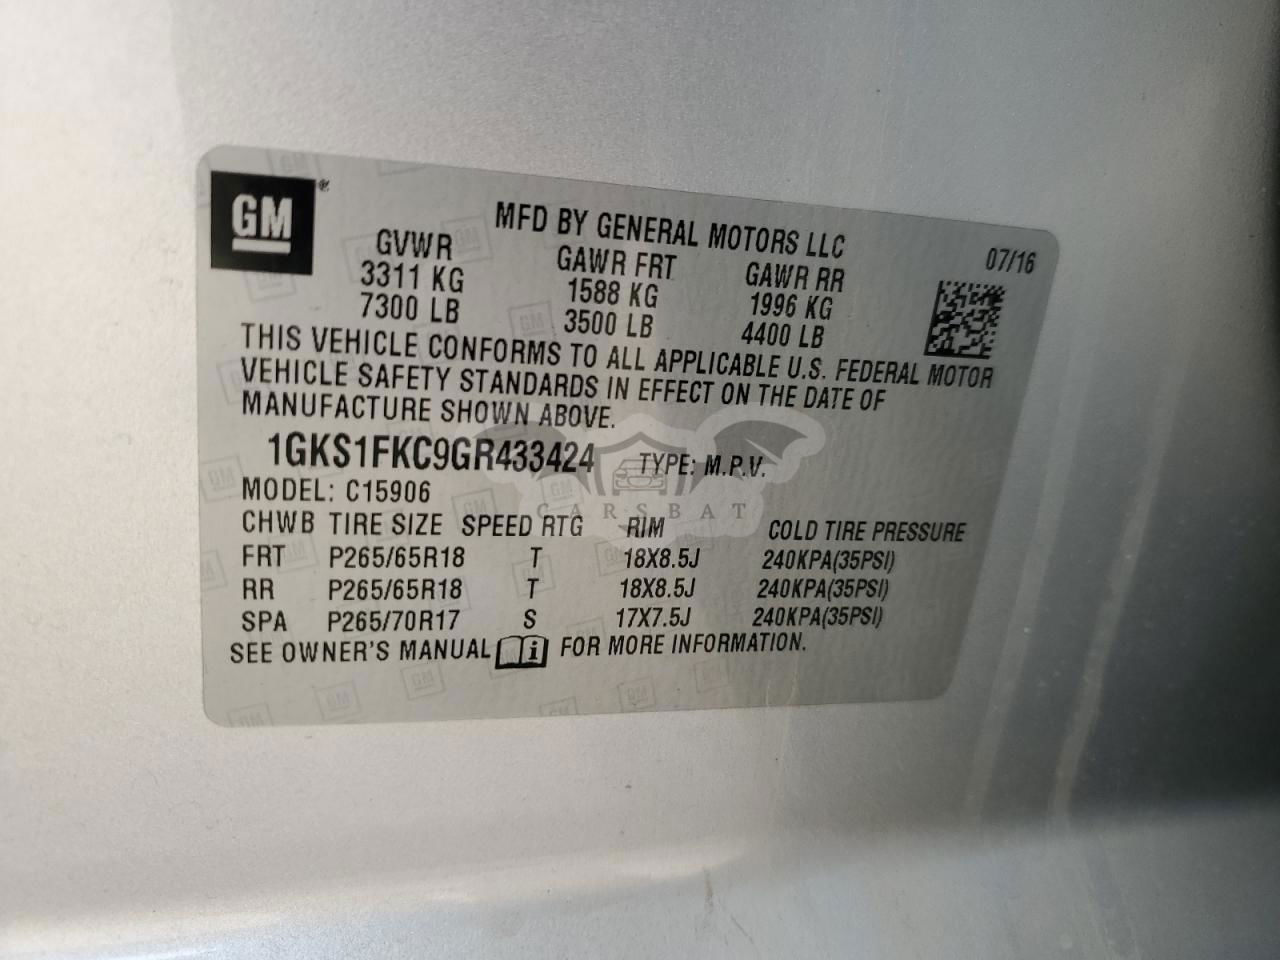 GM®
MFD BY GENERAL MOTORS LLC
07/16
GVWR GAWR FRT GAWR RR
3311 KG 1588 KG 1996 KG
7300 LB 3500 LB 4400 LB
THIS VEHICLE CONFORMS TO ALL APPLICABLE U.S. FEDERAL MOTOR
VEHICLE SAFETY STANDARDS IN EFFECT ON THE DATE OF
MANUFACTURE SHOWN ABOVE.
1GKS1FKC9GR433424 TYPE: M.P.V.
MODEL: C15906
CARSBAT
CHWB TIRE SIZE SPEED RTG RIM COLD TIRE PRESSURE
FRT P265/65R18 T 18X8.5J 240KPA(35PSI)
RR P265/65R18 T 18X8.5J 240KPA(35PSI)
SPA P265/70R17 S 17X7.5J 240KPA(35PSI)
SEE OWNER'S MANUAL i FOR MORE INFORMATION.